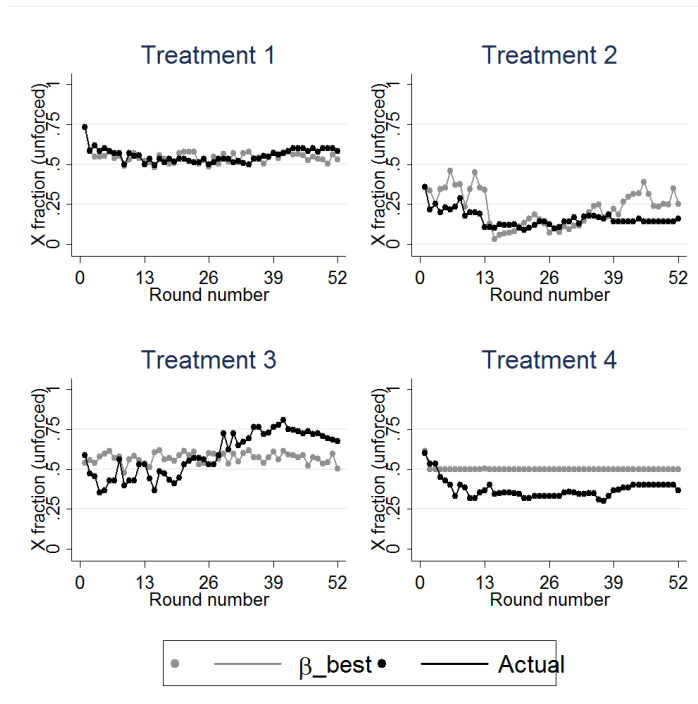 Treatment 1
Treatment 2
X fraction (unforced)
0 .25 .5 .75 1
0 13 26 39 52
Round number
X fraction (unforced)
0 .25 .5 .75 1
0 13 26 39 52
Round number
Treatment 3
Treatment 4
X fraction (unforced)
0 .25 .5 .75 1
0 13 26 39 52
Round number
X fraction (unforced)
0 .25 .5 .75 1
0 13 26 39 52
Round number
β_best Actual